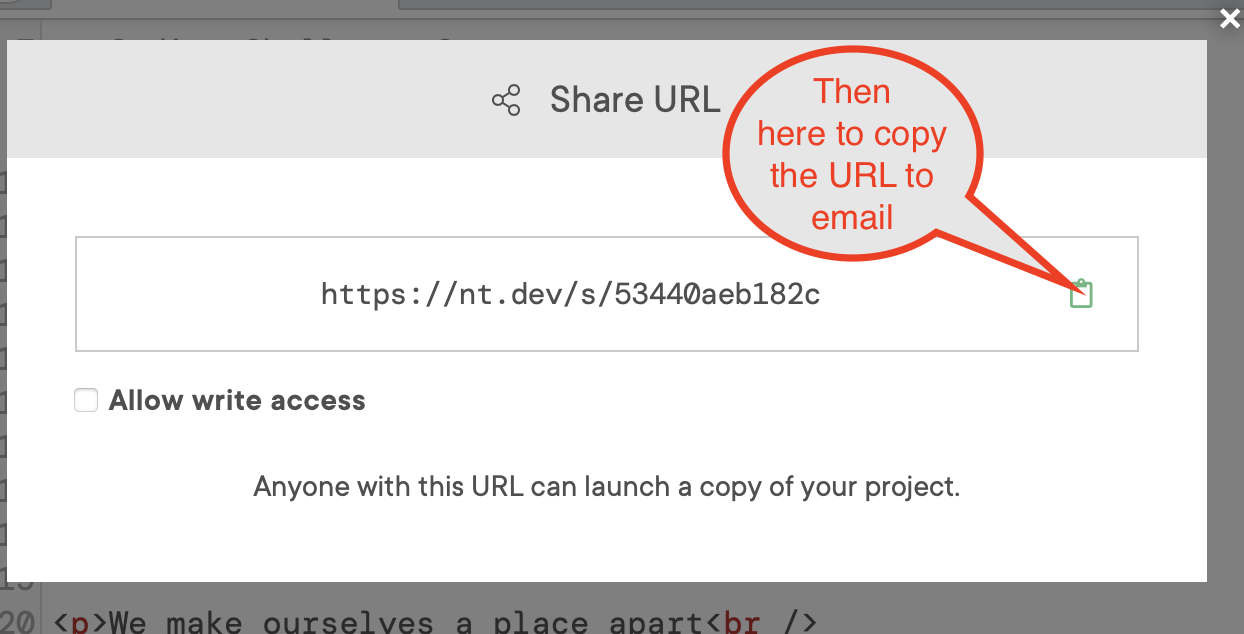 Share URL
Then
here to copy
the URL to
email
https://nt.dev/s/53440aeb182c
Allow write access
Anyone with this URL can launch a copy of your project.
20 <p>We make ourselves a place apart<br />